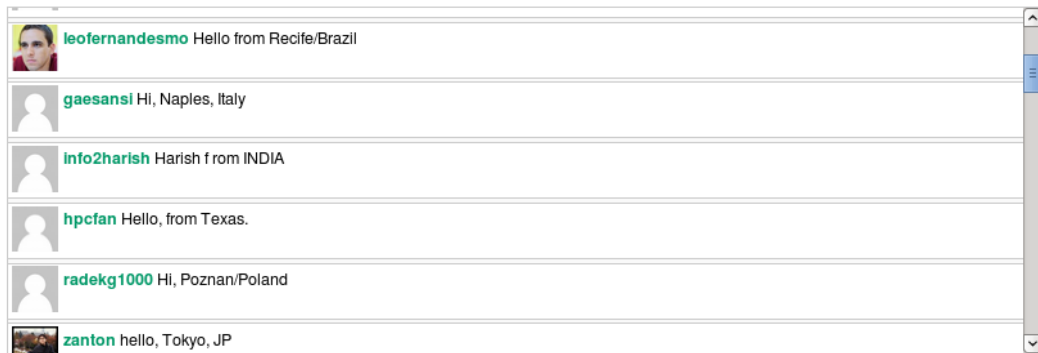 leofernandesmo Hello from Recife/Brazil
gaesansi Hi, Naples, Italy
info2harish Harish f rom INDIA
hpcfan Hello, from Texas.
radekg1000 Hi, Poznan/Poland
zanton hello, Tokyo, JP